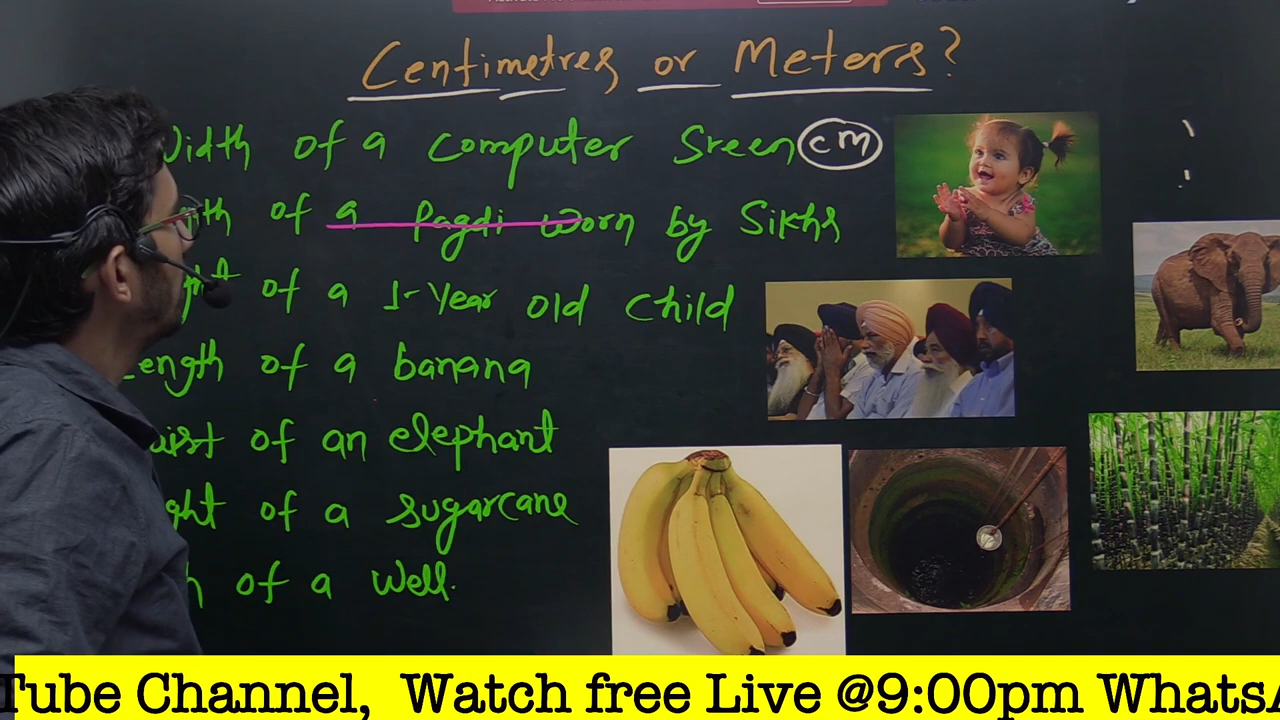 Centimetres or Meters?
Width of a Computer Sreen cm
of a Pagdi Worn by Sikhs
of a 1-Year old Child
Length of a banana
of an elephant
of a sugarcane
of a Well.
Tube Channel, Watch free Live @9:00pm